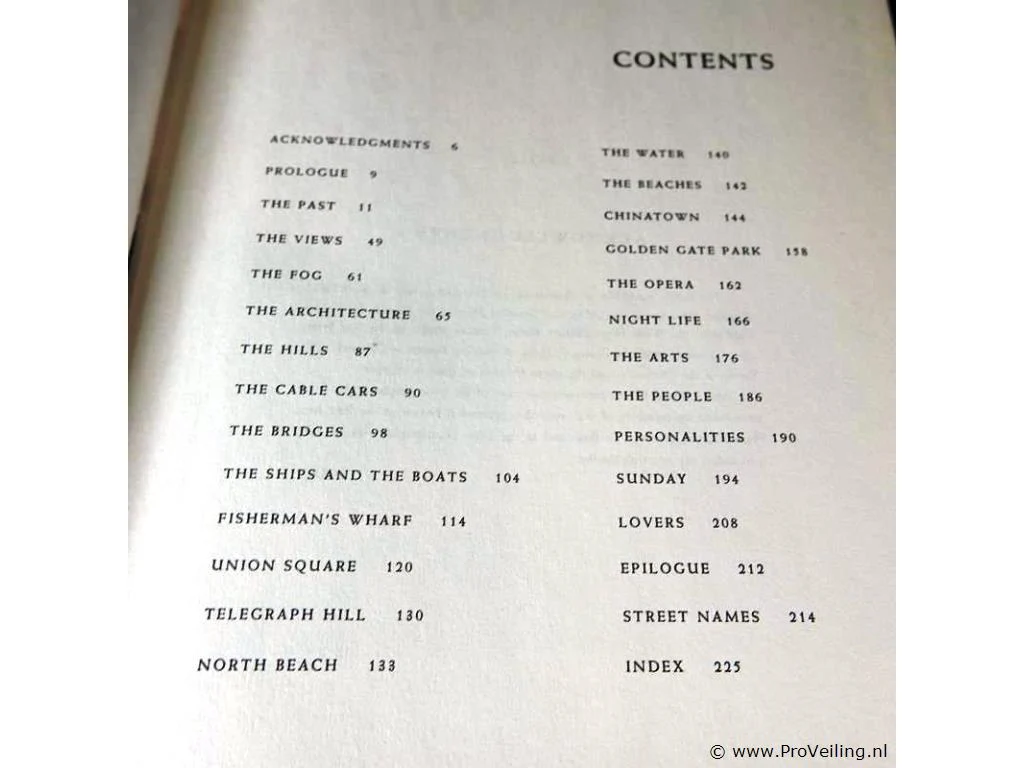 CONTENTS
ACKNOWLEDGMENTS 6
PROLOGUE 9
THE PAST 11
THE VIEWS 49
THE FOG 61
THE ARCHITECTURE 65
THE HILLS 87
THE CABLE CARS 90
THE BRIDGES 98
THE SHIPS AND THE BOATS 104
FISHERMAN'S WHARF 114
UNION SQUARE 120
TELEGRAPH HILL 130
NORTH BEACH 133
THE WATER 140
THE BEACHES 142
CHINATOWN 144
GOLDEN GATE PARK 158
THE OPERA 162
NIGHT LIFE 166
THE ARTS 176
THE PEOPLE 186
PERSONALITIES 190
SUNDAY 194
LOVERS 208
EPILOGUE 212
STREET NAMES 214
INDEX 225
© www.ProVeiling.nl